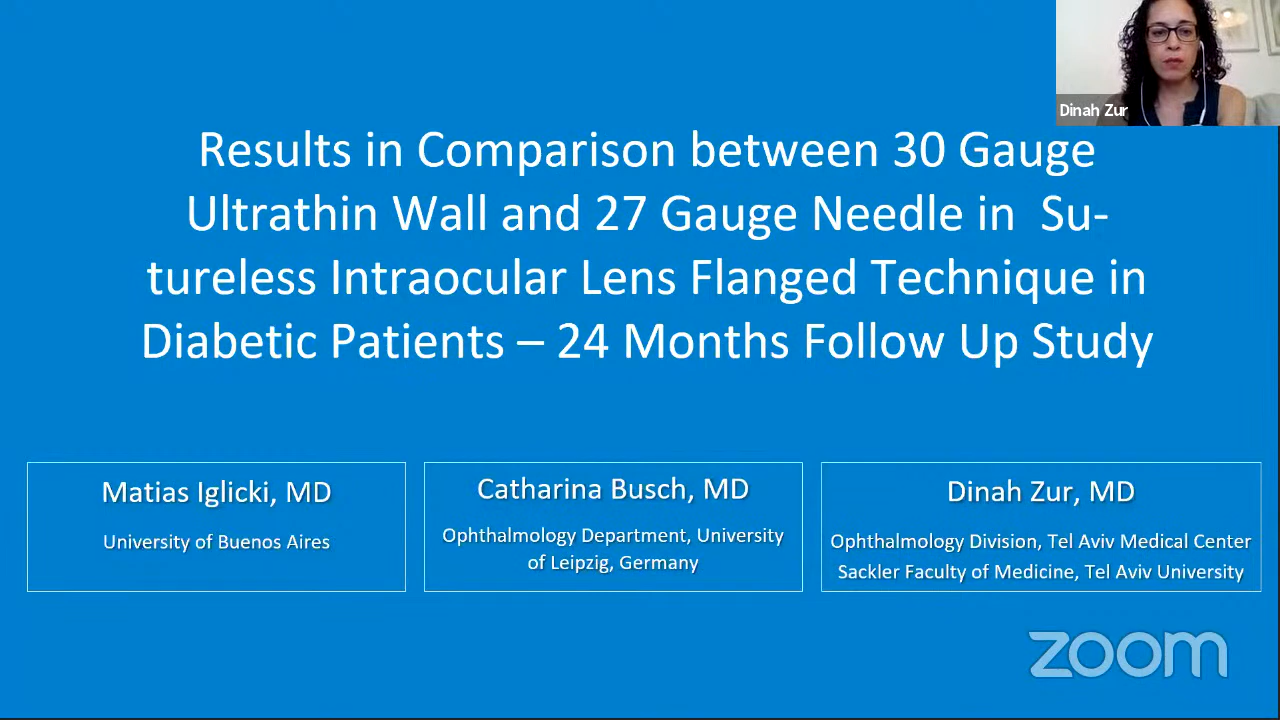 Dinah Zur
Results in Comparison between 30 Gauge
Ultrathin Wall and 27 Gauge Needle in Su-
tureless Intraocular Lens Flanged Technique in
Diabetic Patients – 24 Months Follow Up Study
Matias Iglicki, MD
University of Buenos Aires
Catharina Busch, MD
Ophthalmology Department, University
of Leipzig, Germany
Dinah Zur, MD
Ophthalmology Division, Tel Aviv Medical Center
Sackler Faculty of Medicine, Tel Aviv University
zoom